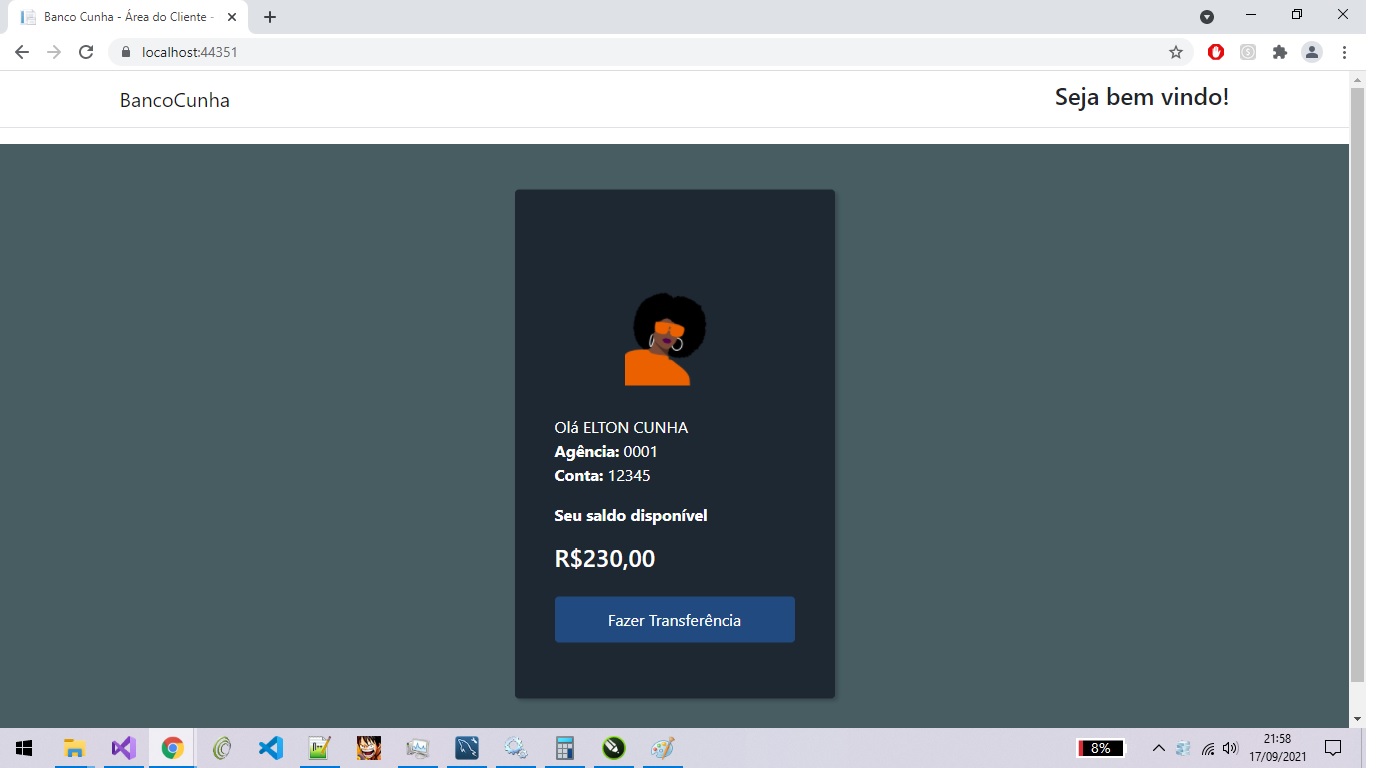 Banco Cunha - Área do Cliente -
localhost:44351
BancoCunha
Seja bem vindo!
Olá ELTON CUNHA
Agência: 0001
Conta: 12345
Seu saldo disponível
R$230,00
Fazer Transferência
8%
21:58
17/09/2021